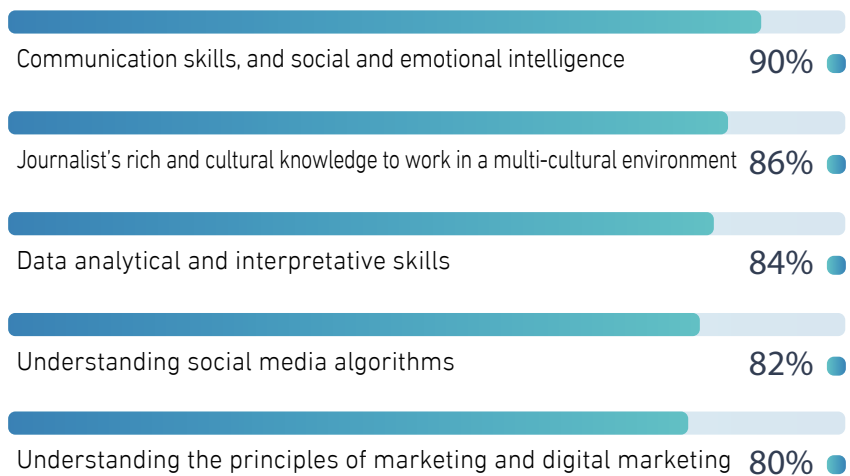 Communication skills, and social and emotional intelligence 90%
Journalist's rich and cultural knowledge to work in a multi-cultural environment 86%
Data analytical and interpretative skills 84%
Understanding social media algorithms 82%
Understanding the principles of marketing and digital marketing 80%